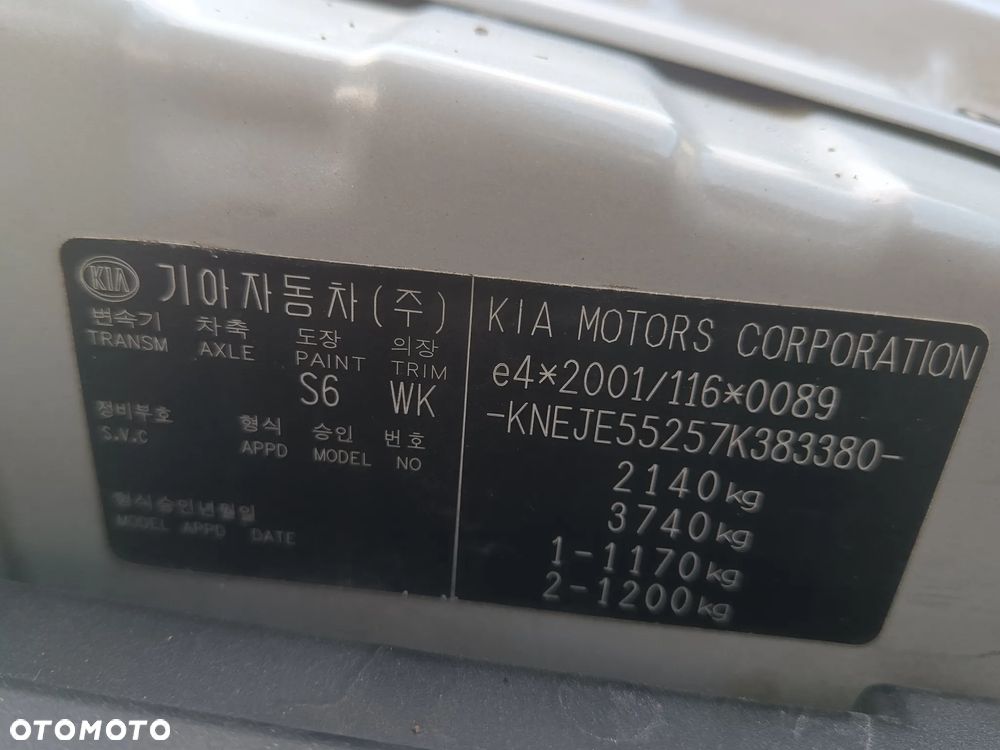 KIA 기아자동차(주)
변속기 차축 도장 의장
TRANSM AXLE PAINT TRIM
S6 WK
정비부호 형식 승인 번호
S.V.C APPD MODEL NO
형식승인년월일
MODEL APPD DATE
KIA MOTORS CORPORATION
e4*2001/116*0089
-KNEJE55257K383380-
2140kg
3740kg
1-1170kg
2-1200kg
OTOMOTO